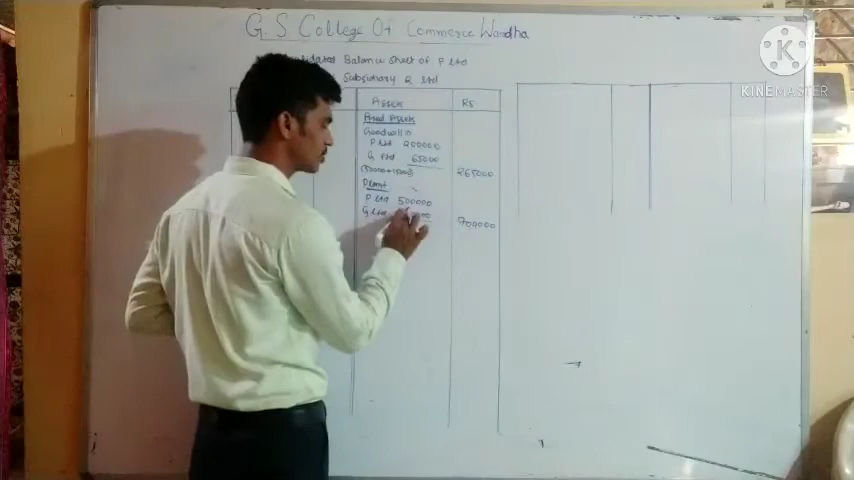 G.S College Of Commerce Wardha
Balance Sheet of P Ltd
Subsidiary Q Ltd
Assets Rs.
Fixed Assets
Goodwill
P Ltd 200000
Q Ltd 65000
265000
Plant
P Ltd 500000
Q Ltd
700000
K
KINEMASTER